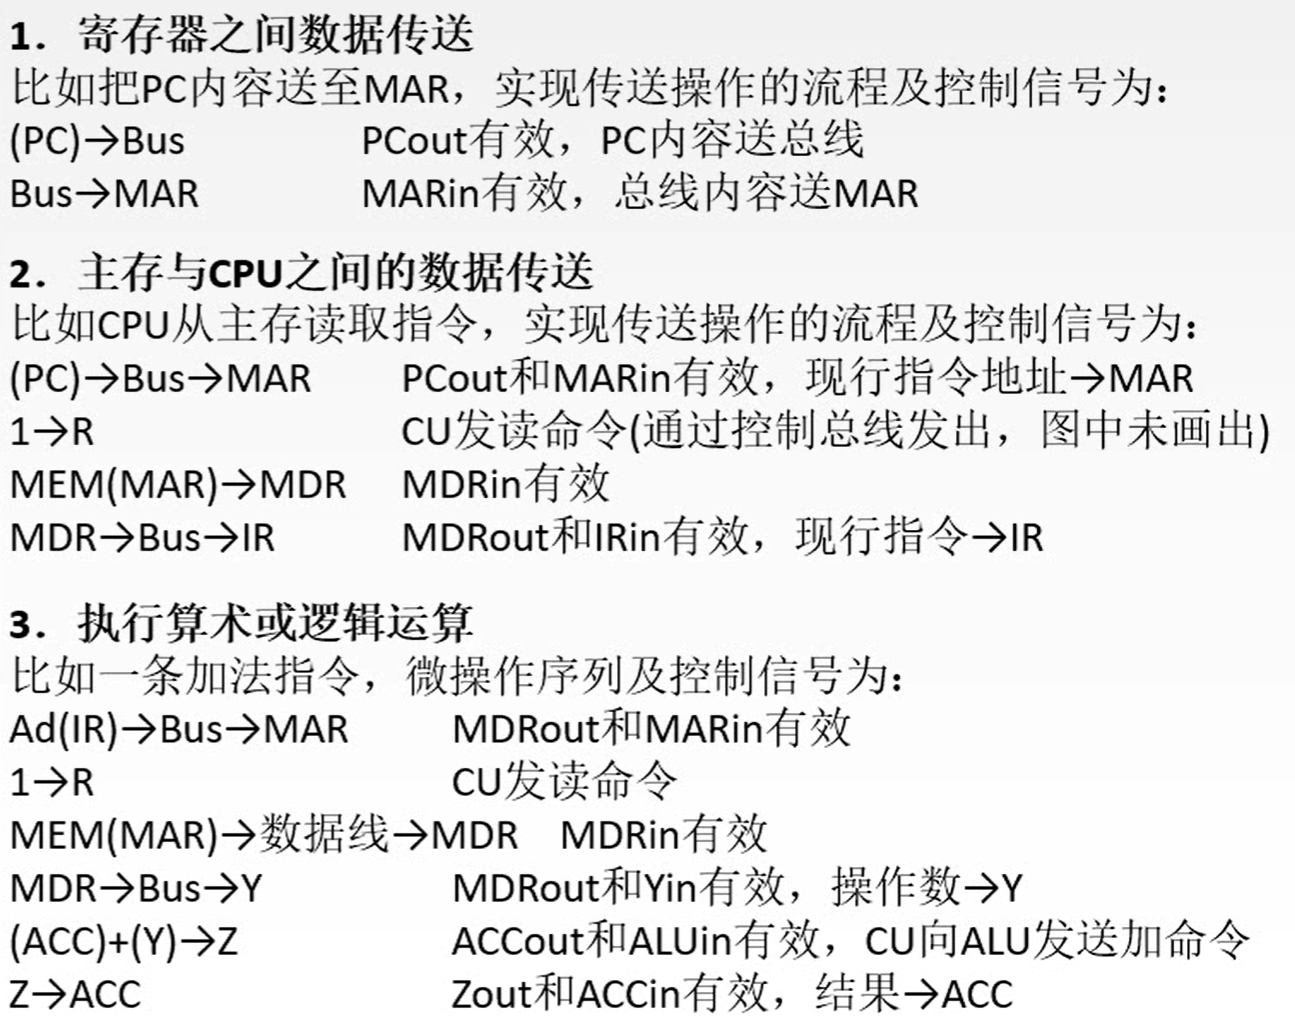 1. 寄存器之间数据传送
比如把PC内容送至MAR，实现传送操作的流程及控制信号为：
(PC)→Bus PCout有效，PC内容送总线
Bus→MAR MARin有效，总线内容送MAR
2. 主存与CPU之间的数据传送
比如CPU从主存读取指令，实现传送操作的流程及控制信号为：
(PC)→Bus→MAR PCout和MARin有效，现行指令地址→MAR
1→R CU发读命令(通过控制总线发出，图中未画出)
MEM(MAR)→MDR MDRin有效
MDR→Bus→IR MDRout和IRin有效，现行指令→IR
3. 执行算术或逻辑运算
比如一条加法指令，微操作序列及控制信号为：
Ad(IR)→Bus→MAR MDRout和MARin有效
1→R CU发读命令
MEM(MAR)→数据线→MDR MDRin有效
MDR→Bus→Y MDRout和Yin有效，操作数→Y
(ACC)+(Y)→Z ACCout和ALUin有效，CU向ALU发送加命令
Z→ACC Zout和ACCin有效，结果→ACC